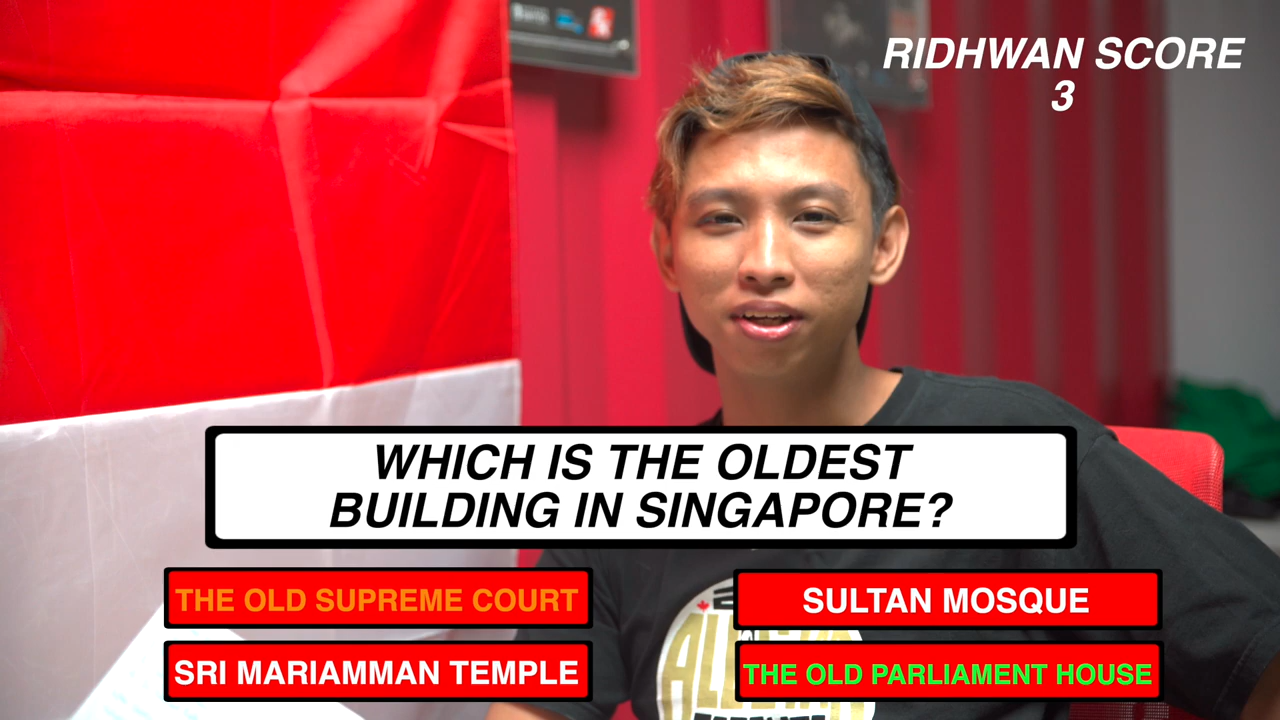 RIDHWAN SCORE
3
WHICH IS THE OLDEST
BUILDING IN SINGAPORE?
THE OLD SUPREME COURT
SULTAN MOSQUE
SRI MARIAMMAN TEMPLE
THE OLD PARLIAMENT HOUSE